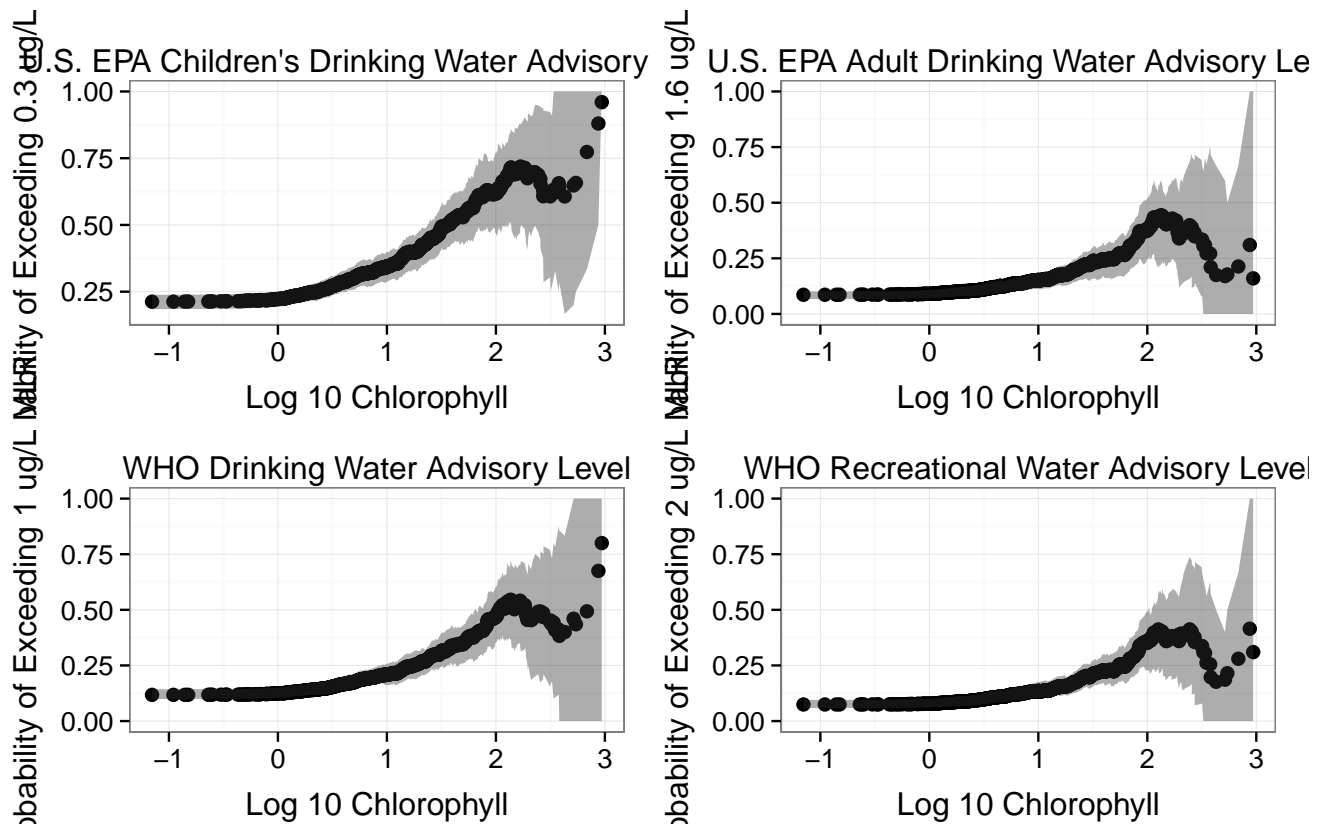 U.S. EPA Children's Drinking Water Advisory
of Exceeding 0.3 ug/L
1.00
0.75
0.50
0.25
−1 0 1 2 3
Log 10 Chlorophyll
U.S. EPA Adult Drinking Water Advisory Le
of Exceeding 1.6 ug/L
1.00
0.75
0.50
0.25
0.00
−1 0 1 2 3
Log 10 Chlorophyll
WHO Drinking Water Advisory Level
obability of Exceeding 1 ug/L
1.00
0.75
0.50
0.25
0.00
−1 0 1 2 3
Log 10 Chlorophyll
WHO Recreational Water Advisory Level
obability of Exceeding 2 ug/L
1.00
0.75
0.50
0.25
0.00
−1 0 1 2 3
Log 10 Chlorophyll